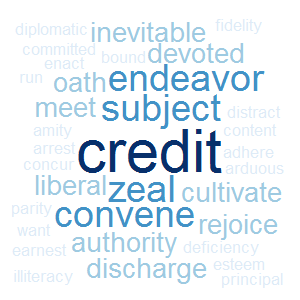 diplomatic inevitable fidelity
committed bound devoted
enact
run oath endeavor
meet subject distract
amity content
arrest credit adhere
concur arduous
liberal zeal cultivate
parity convene
want rejoice
earnest authority deficiency
discharge esteem
illiteracy principal